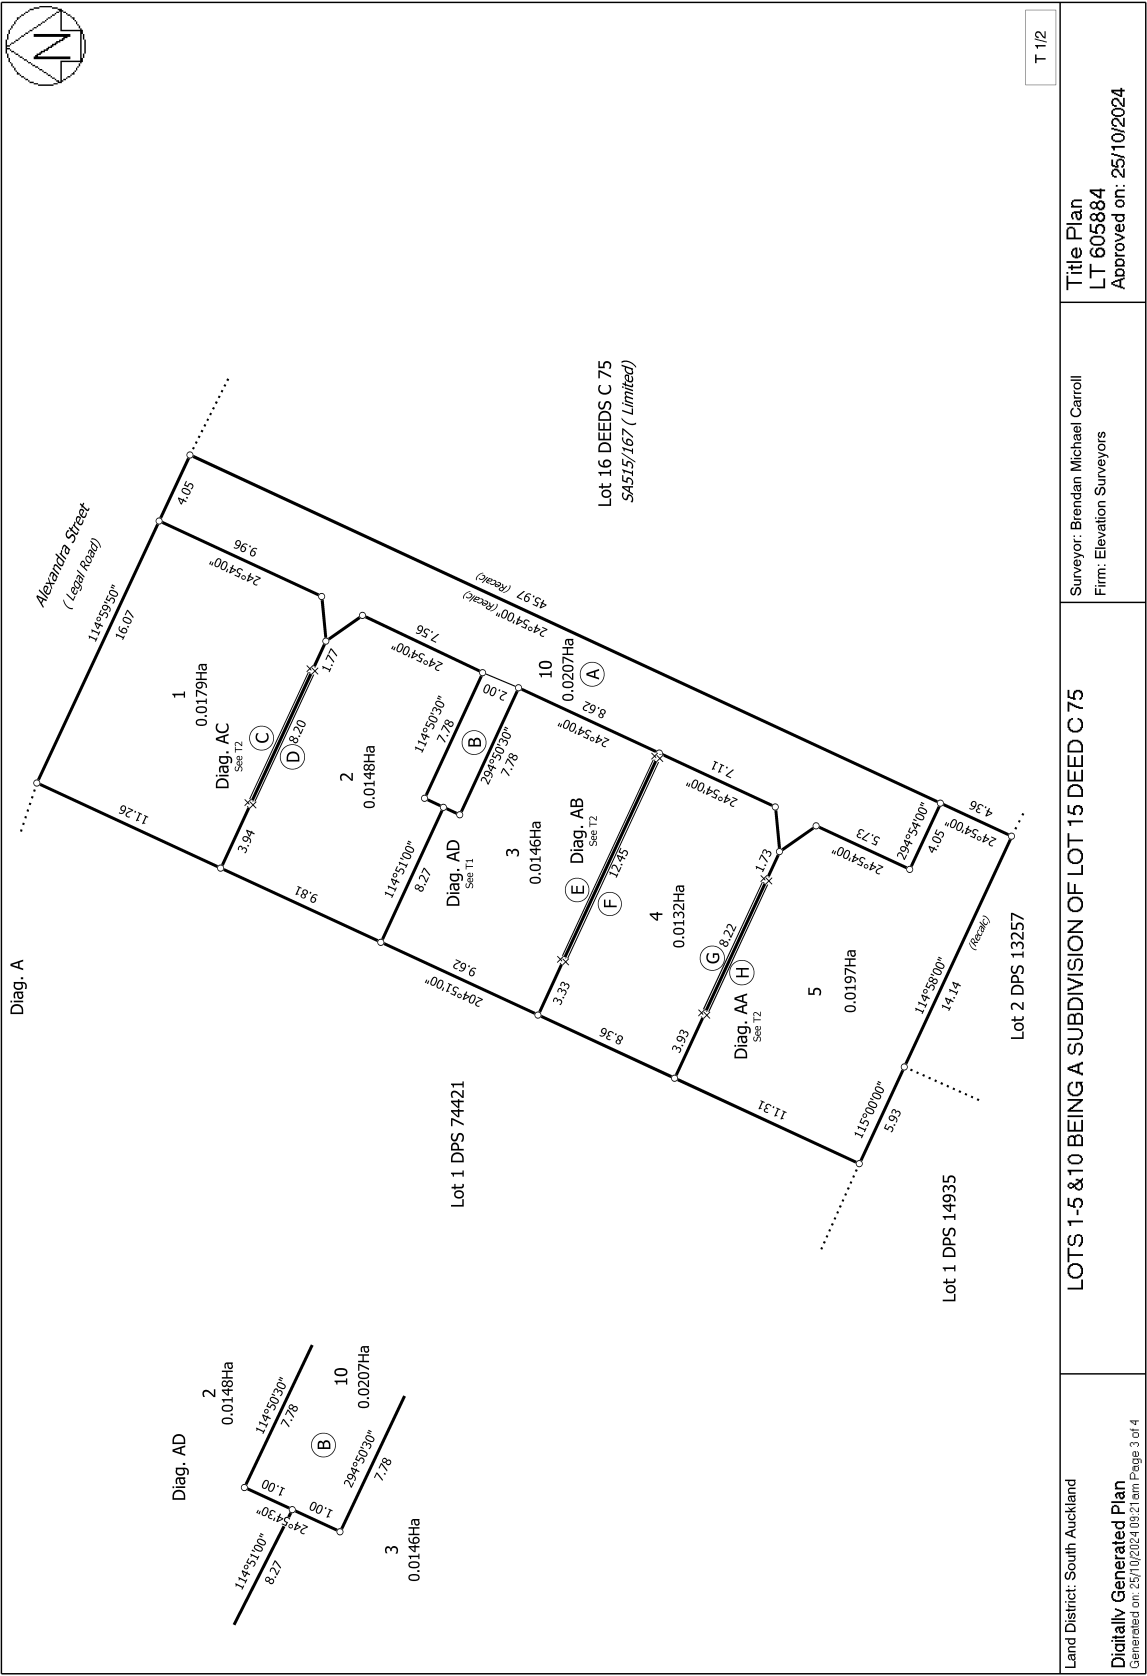 N
T 1/2
Diag. A
Alexandra Street
( Legal Road)
114°59'50"
16.07
4.05
11.26
1
0.0179Ha
9.96
24°54'00"
Diag. AC
See T2
C
D
8.20
3.94
1.77
9.81
2
0.0148Ha
7.56
24°54'00"
114°50'30"
7.78
2.00
B
294°50'30"
7.78
114°51'00"
8.27
Diag. AD
See T1
9.62
204°51'00"
3
0.0146Ha
8.62
24°54'00"
Diag. AB
See T2
E
F
12.45
3.33
10
0.0207Ha
A
45.97 (Recalc)
24°54'00" (Recalc)
Lot 16 DEEDS C 75
SA515/167 ( Limited)
8.36
4
0.0132Ha
7.11
24°54'00"
G
H
8.22
3.93
1.73
Diag. AA
See T2
11.31
5
0.0197Ha
5.73
24°54'00"
294°54'00"
4.05
4.36
24°54'00"
114°58'00" (Recalc)
14.14
115°00'00"
5.93
Lot 1 DPS 74421
Lot 1 DPS 14935
Lot 2 DPS 13257
Diag. AD
2
0.0148Ha
114°50'30"
7.78
10
0.0207Ha
B
1.00
1.00
24°54'30"
294°50'30"
7.78
114°51'00"
8.27
3
0.0146Ha
Land District: South Auckland
Digitally Generated Plan
Generated on: 25/10/2024 09:21am Page 3 of 4
LOTS 1-5 &10 BEING A SUBDIVISION OF LOT 15 DEED C 75
Surveyor: Brendan Michael Carroll
Firm: Elevation Surveyors
Title Plan
LT 605884
Approved on: 25/10/2024